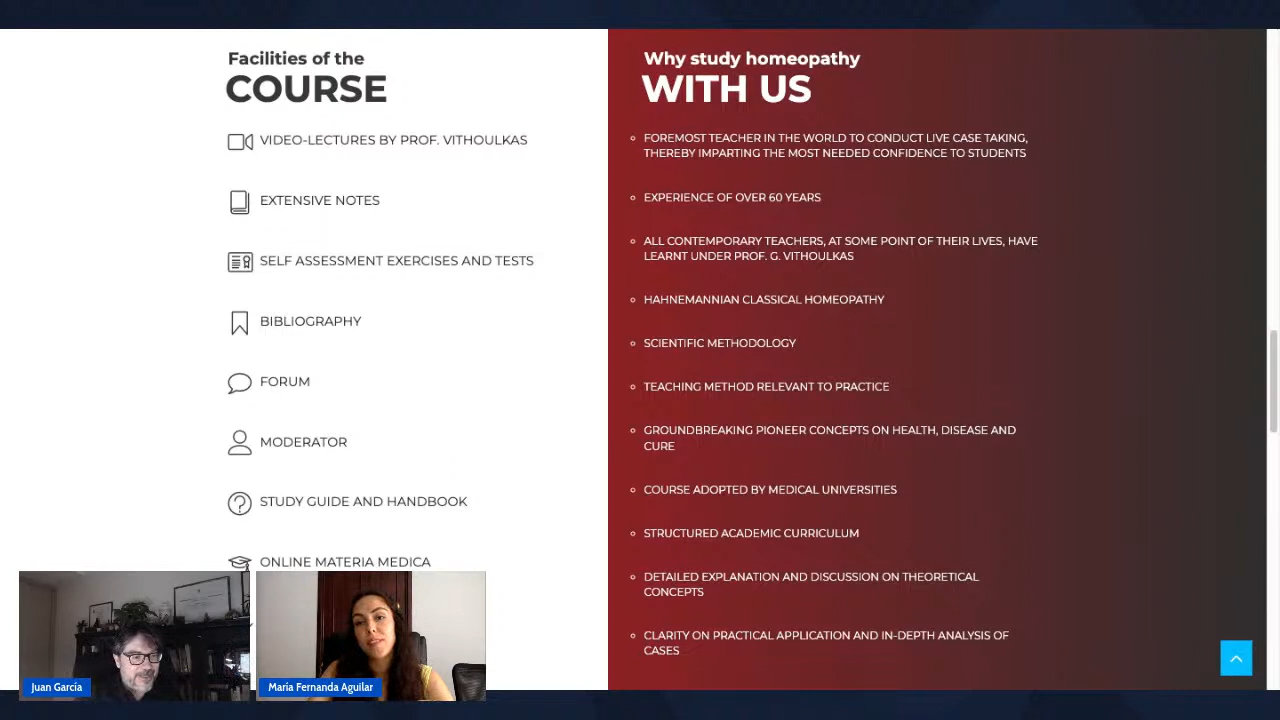 Facilities of the
COURSE
VIDEO-LECTURES BY PROF. VITHOULKAS
EXTENSIVE NOTES
SELF ASSESSMENT EXERCISES AND TESTS
BIBLIOGRAPHY
FORUM
MODERATOR
STUDY GUIDE AND HANDBOOK
ONLINE MATERIA MEDICA
Why study homeopathy
WITH US
FOREMOST TEACHER IN THE WORLD TO CONDUCT LIVE CASE TAKING,
THEREBY IMPARTING THE MOST NEEDED CONFIDENCE TO STUDENTS
EXPERIENCE OF OVER 60 YEARS
ALL CONTEMPORARY TEACHERS, AT SOME POINT OF THEIR LIVES, HAVE
LEARNT UNDER PROF. G. VITHOULKAS
HAHNEMANNIAN CLASSICAL HOMEOPATHY
SCIENTIFIC METHODOLOGY
TEACHING METHOD RELEVANT TO PRACTICE
GROUNDBREAKING PIONEER CONCEPTS ON HEALTH, DISEASE AND
CURE
COURSE ADOPTED BY MEDICAL UNIVERSITIES
STRUCTURED ACADEMIC CURRICULUM
DETAILED EXPLANATION AND DISCUSSION ON THEORETICAL
CONCEPTS
CLARITY ON PRACTICAL APPLICATION AND IN-DEPTH ANALYSIS OF
CASES
Juan García
María Fernanda Aguilar